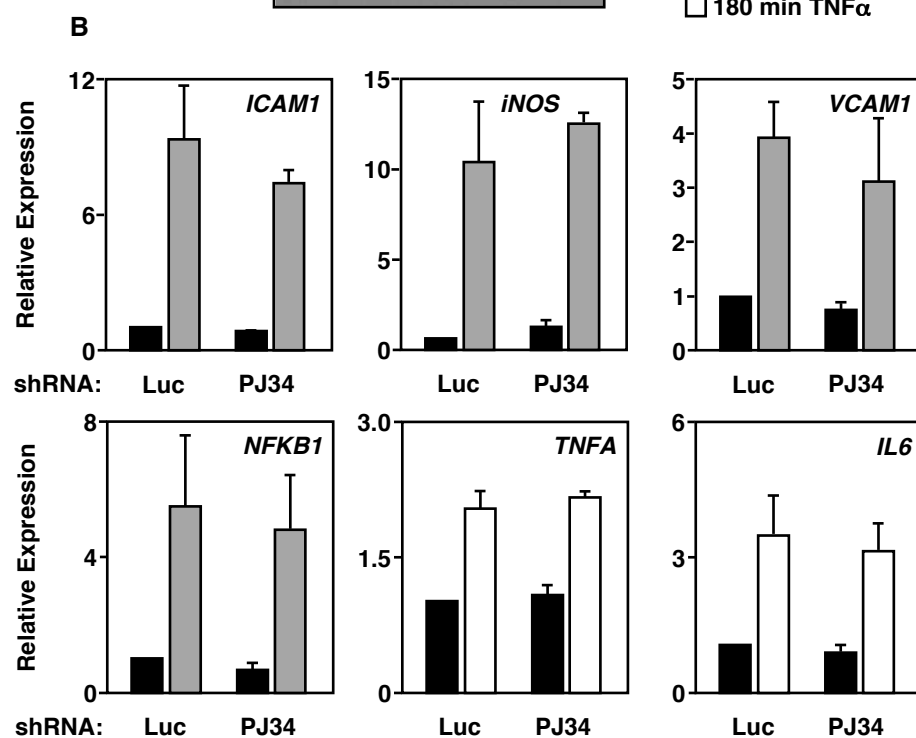 180 min TNFα
B
12
6
0
Relative Expression
ICAM1
15
10
5
0
iNOS
5
4
3
2
1
0
VCAM1
shRNA: Luc PJ34 Luc PJ34 Luc PJ34
8
4
0
Relative Expression
NFKB1
3.0
1.5
0
TNFA
6
3
0
IL6
shRNA: Luc PJ34 Luc PJ34 Luc PJ34